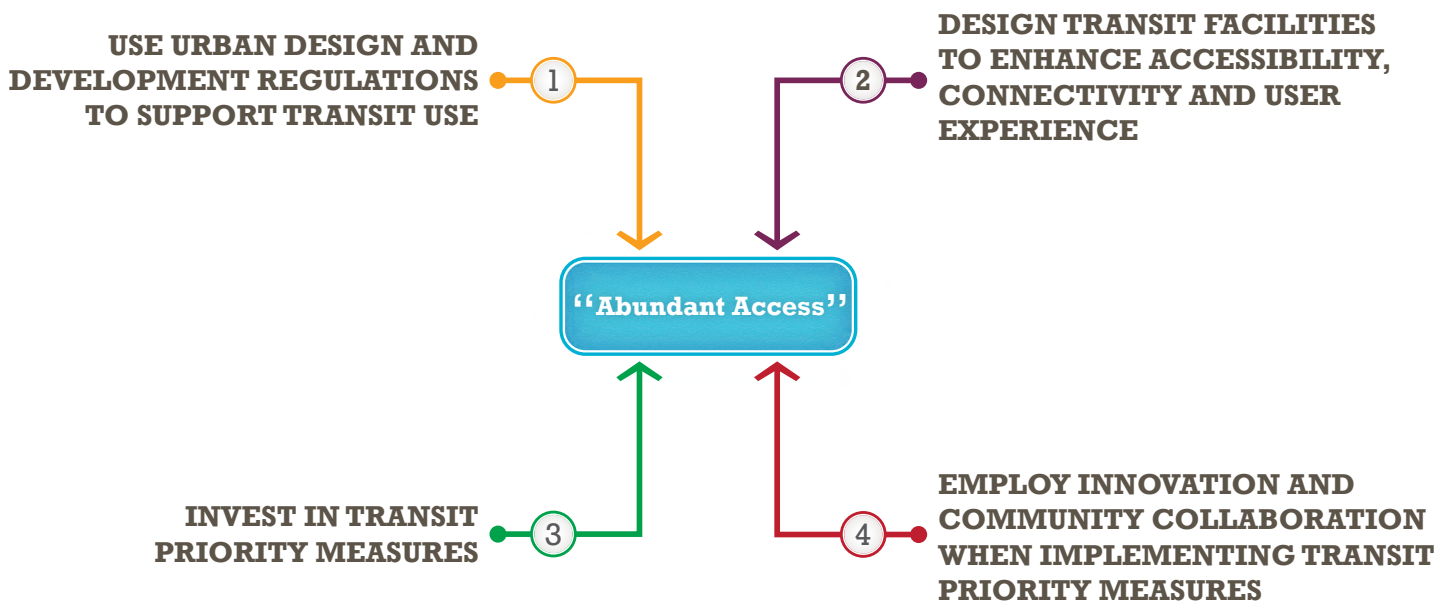 USE URBAN DESIGN AND
DEVELOPMENT REGULATIONS
TO SUPPORT TRANSIT USE
1
2
DESIGN TRANSIT FACILITIES
TO ENHANCE ACCESSIBILITY,
CONNECTIVITY AND USER
EXPERIENCE
“Abundant Access”
INVEST IN TRANSIT
PRIORITY MEASURES
3
4
EMPLOY INNOVATION AND
COMMUNITY COLLABORATION
WHEN IMPLEMENTING TRANSIT
PRIORITY MEASURES